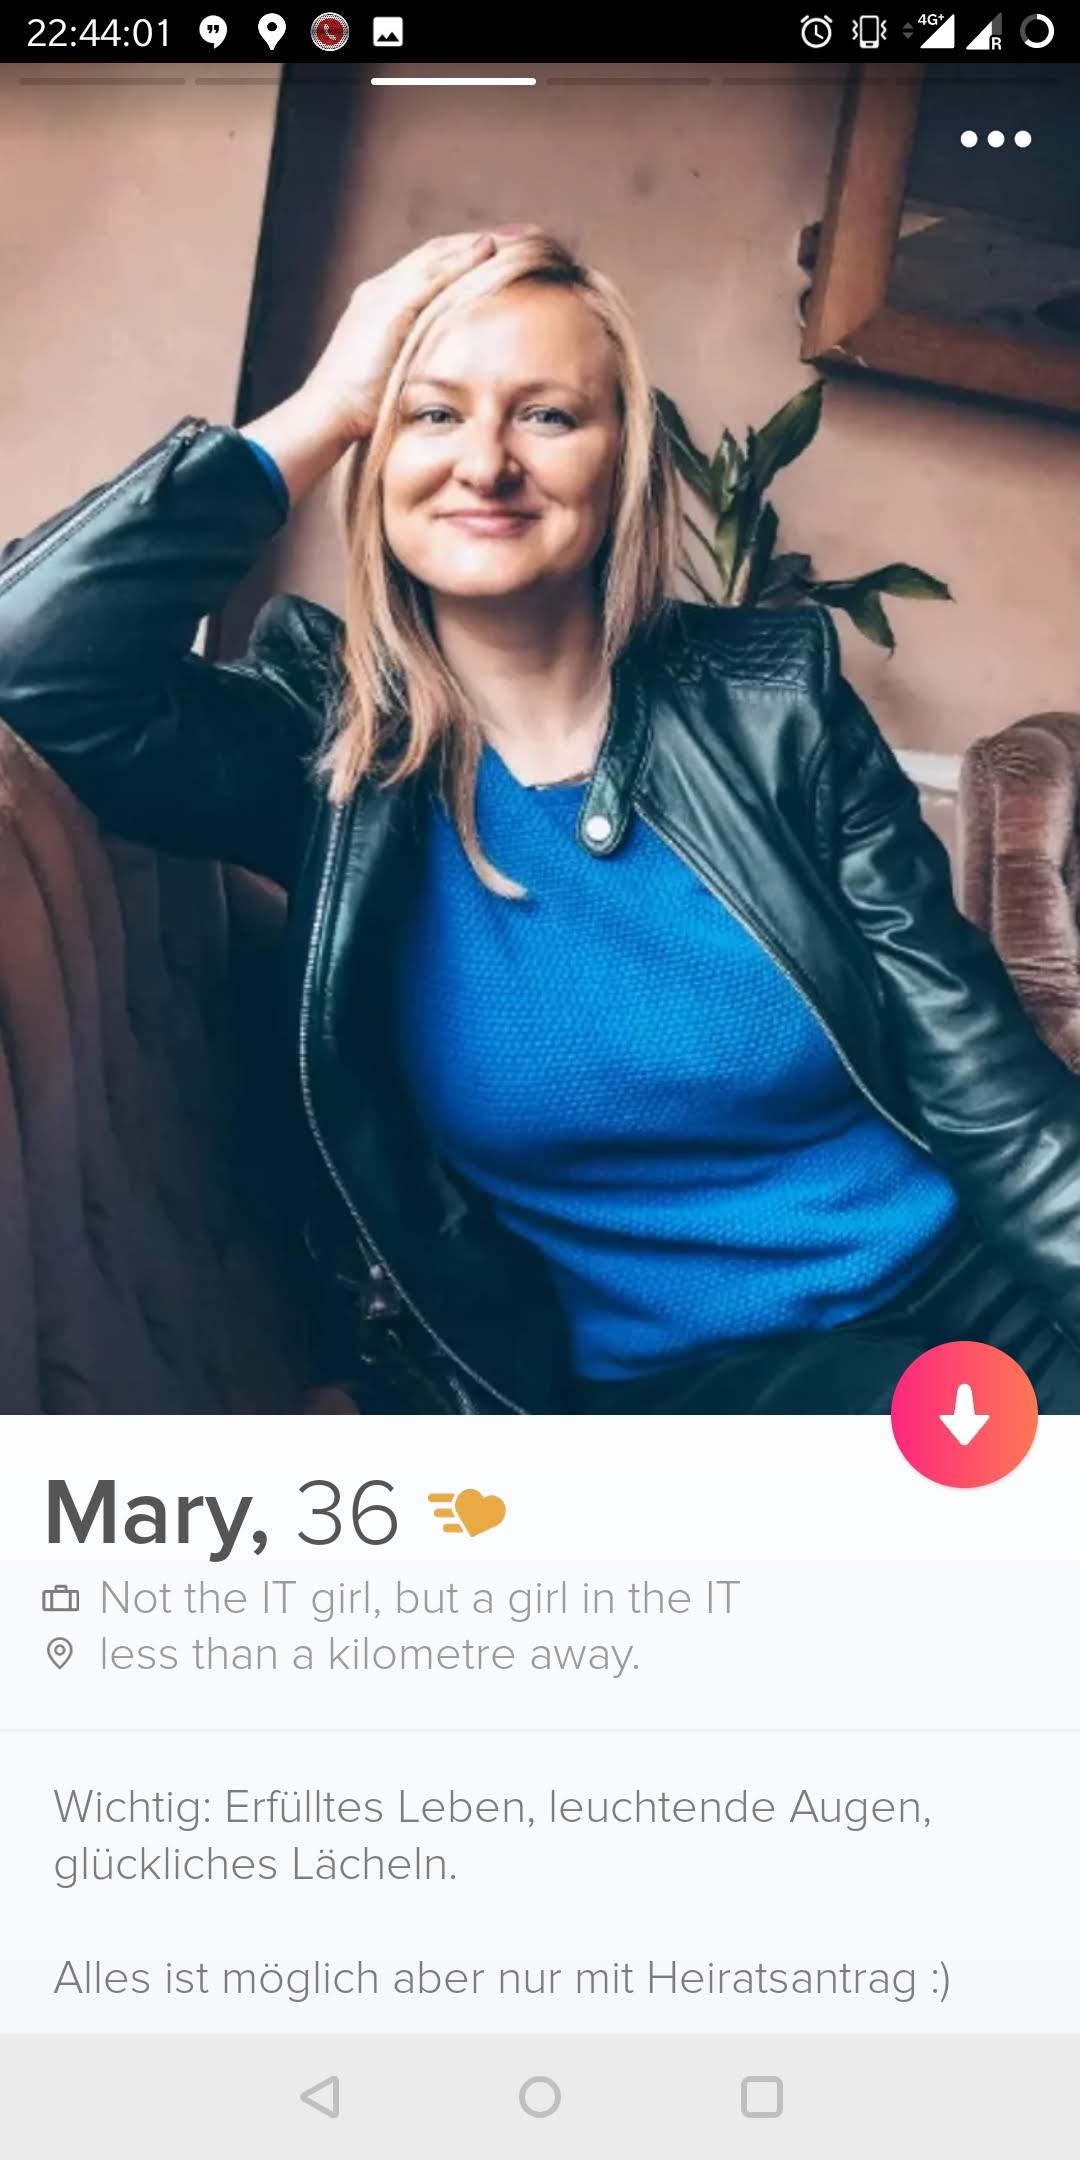 22:44:01
4G+
R
Mary, 36
Not the IT girl, but a girl in the IT
less than a kilometre away.
Wichtig: Erfülltes Leben, leuchtende Augen,
glückliches Lächeln.
Alles ist möglich aber nur mit Heiratsantrag :)